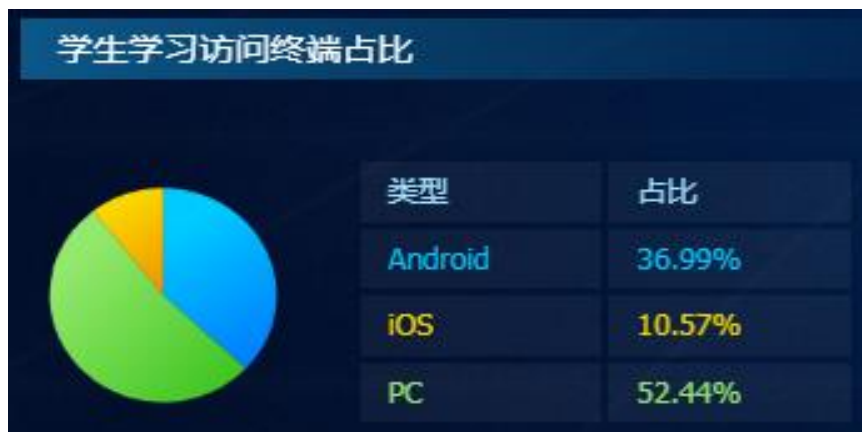 学生学习访问终端占比
类型 占比
Android 36.99%
iOS 10.57%
PC 52.44%